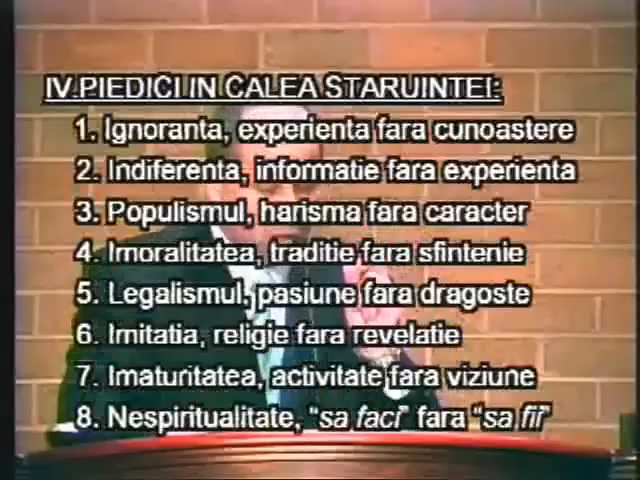 IV.PIEDICI IN CALEA STARUINTEI:
1. Ignoranta, experienta fara cunoastere
2. Indiferenta, informatie fara experienta
3. Populismul, harisma fara caracter
4. Imoralitatea, traditie fara sfintenie
5. Legalismul, pasiune fara dragoste
6. Imitatia, religie fara revelatie
7. Imaturitatea, activitate fara viziune
8. Nespiritualitate, "sa faci" fara "sa fii"